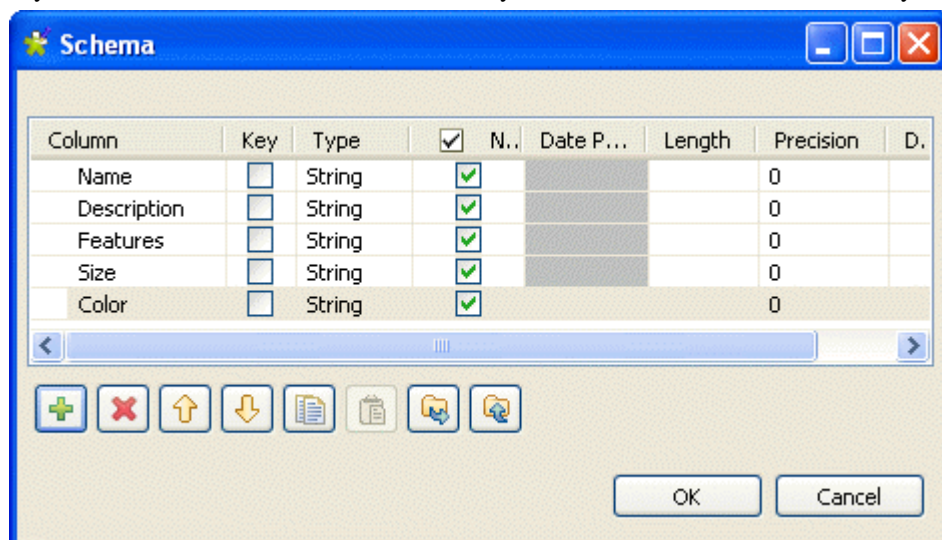 Schema
Column Key Type N.. Date P... Length Precision D.
Name String 0
Description String 0
Features String 0
Size String 0
Color String 0
OK Cancel